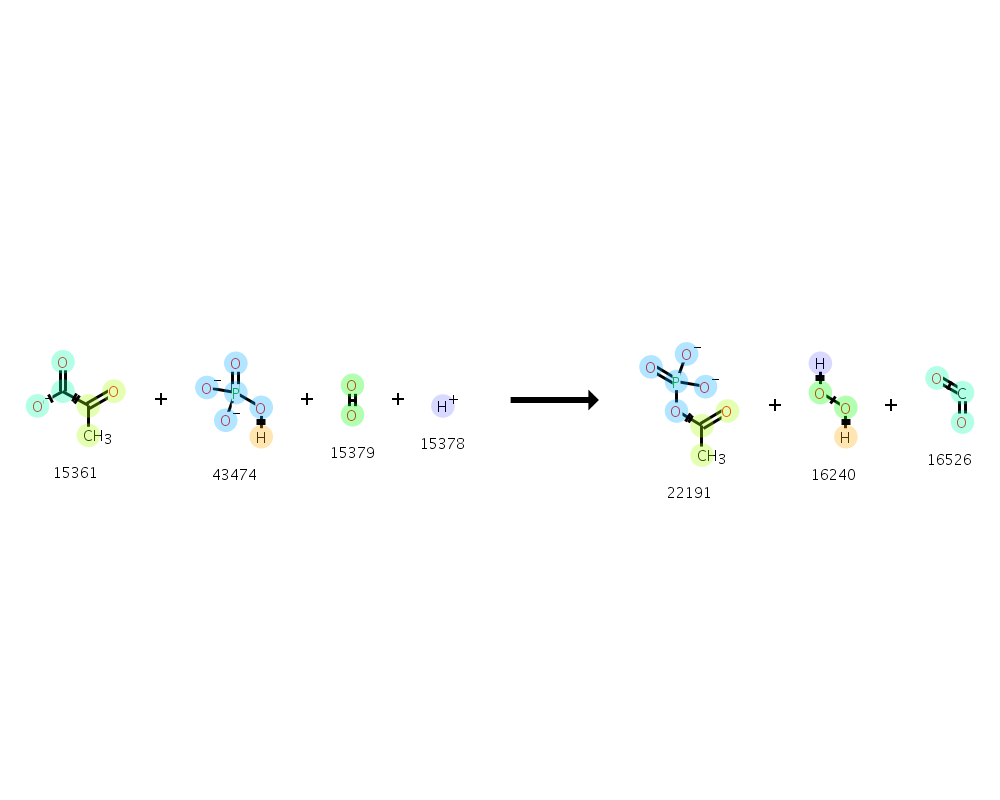 O O⁻ O CH3
15361
+
O O⁻ P O O⁻ H
43474
+
O O
15379
+
H+
15378
O⁻ O P O⁻ O O CH3
22191
+
H O O H
16240
+
O C O
16526